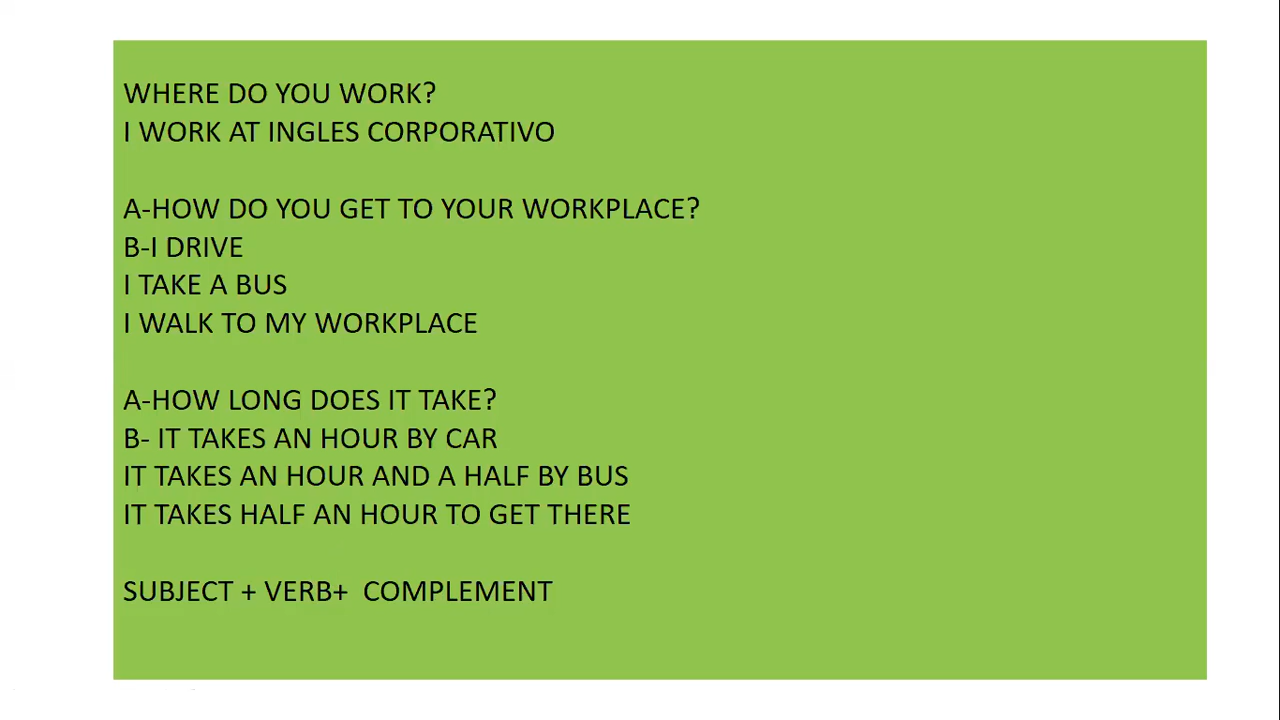 WHERE DO YOU WORK?
I WORK AT INGLES CORPORATIVO
A-HOW DO YOU GET TO YOUR WORKPLACE?
B-I DRIVE
I TAKE A BUS
I WALK TO MY WORKPLACE
A-HOW LONG DOES IT TAKE?
B- IT TAKES AN HOUR BY CAR
IT TAKES AN HOUR AND A HALF BY BUS
IT TAKES HALF AN HOUR TO GET THERE
SUBJECT + VERB+  COMPLEMENT